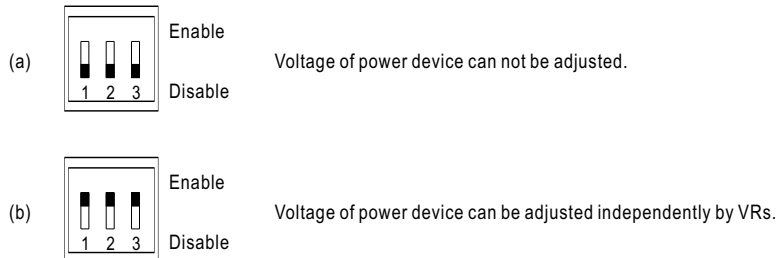 Enable
(a) Voltage of power device can not be adjusted.
1 2 3 Disable
Enable
(b) Voltage of power device can be adjusted independently by VRs.
1 2 3 Disable